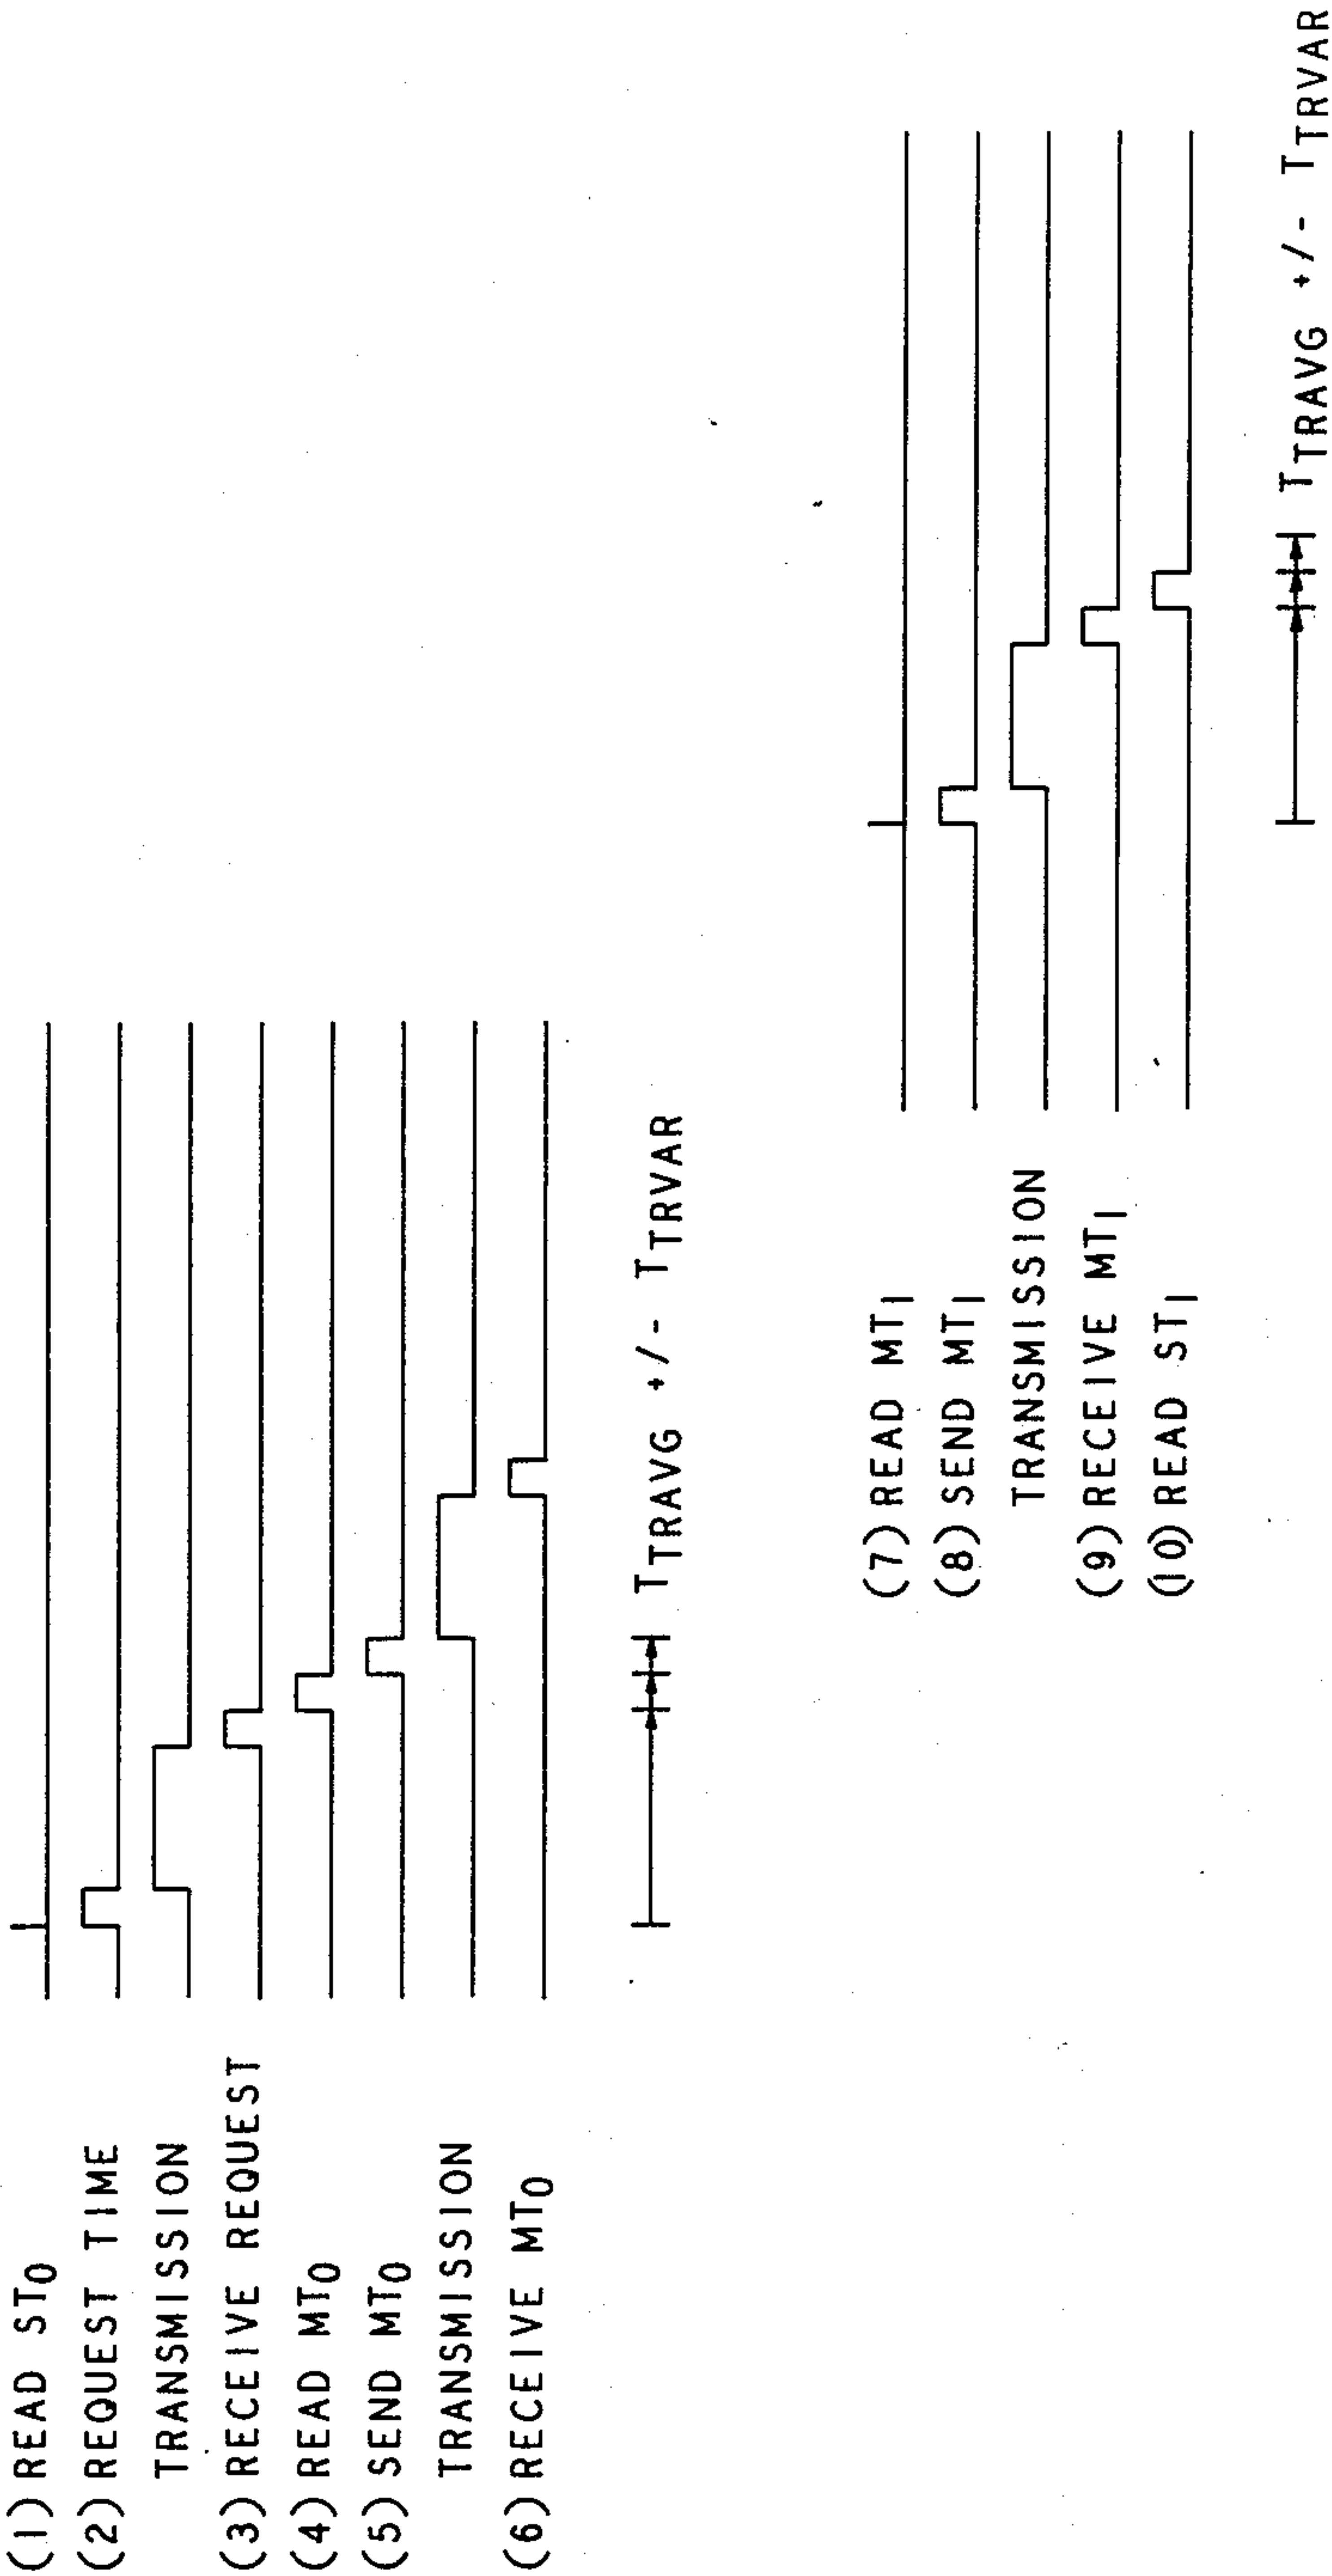 (1) READ ST0
(2) REQUEST TIME
TRANSMISSION
(3) RECEIVE REQUEST
(4) READ MT0
(5) SEND MT0
TRANSMISSION
(6) RECEIVE MT0
TTRAVG +/- TTRVAR
(7) READ MT1
(8) SEND MT1
TRANSMISSION
(9) RECEIVE MT1
(10) READ ST1
TTRAVG +/- TTRVAR